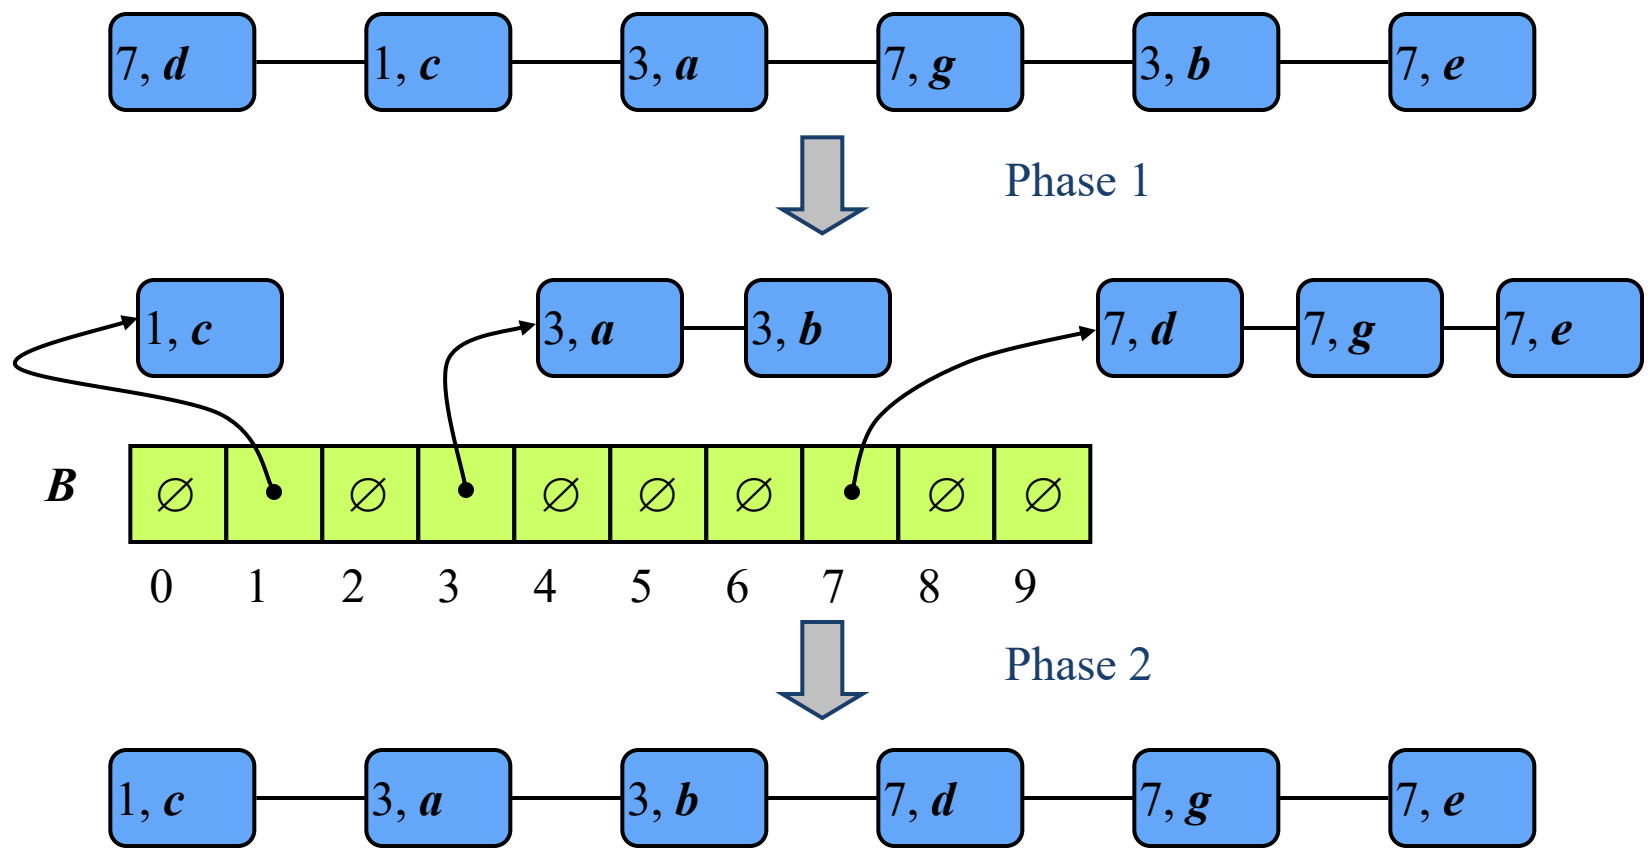 7, d 1, c 3, a 7, g 3, b 7, e
Phase 1
1, c 3, a 3, b 7, d 7, g 7, e
B ∅ ∅ ∅ ∅ ∅ ∅ ∅
0 1 2 3 4 5 6 7 8 9
Phase 2
1, c 3, a 3, b 7, d 7, g 7, e